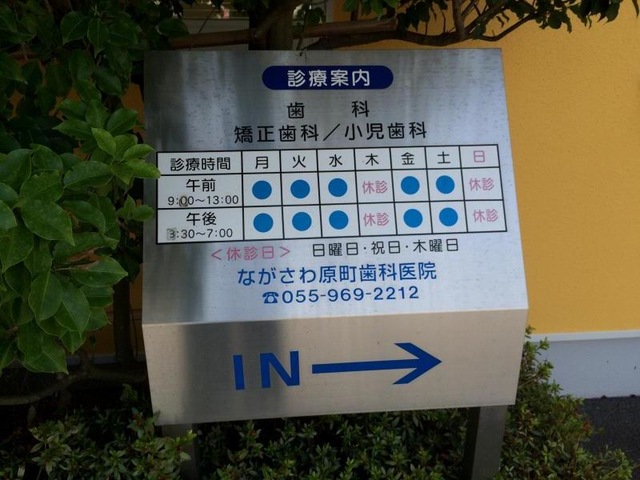 診療案内
歯　科
矯正歯科／小児歯科
診療時間 月 火 水 木 金 土 日
午前 9:00～13:00 ● ● ● 休診 ● ● 休診
午後 3:30～7:00 ● ● ● 休診 ● ● 休診
＜休診日＞ 日曜日・祝日・木曜日
ながさわ原町歯科医院
☎055-969-2212
IN→